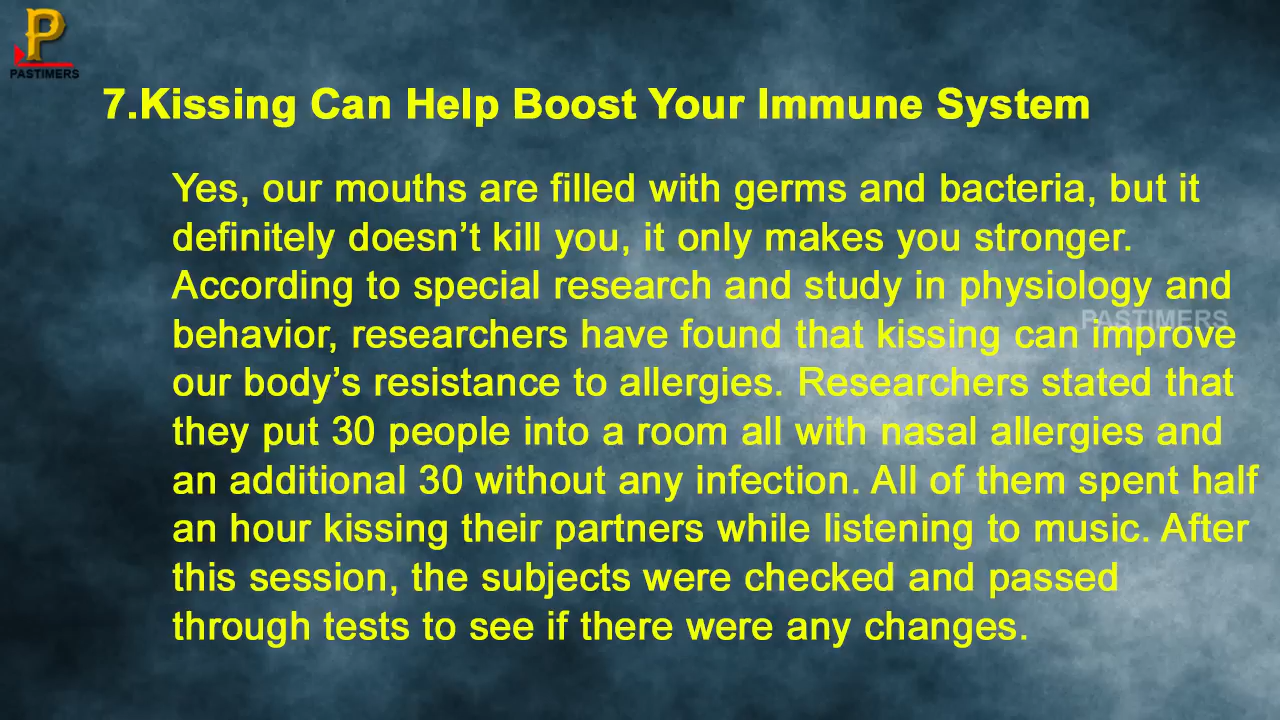 P
PASTIMERS
7.Kissing Can Help Boost Your Immune System
Yes, our mouths are filled with germs and bacteria, but it
definitely doesn’t kill you, it only makes you stronger.
According to special research and study in physiology and
PASTIMERS
behavior, researchers have found that kissing can improve
our body’s resistance to allergies. Researchers stated that
they put 30 people into a room all with nasal allergies and
an additional 30 without any infection. All of them spent half
an hour kissing their partners while listening to music. After
this session, the subjects were checked and passed
through tests to see if there were any changes.